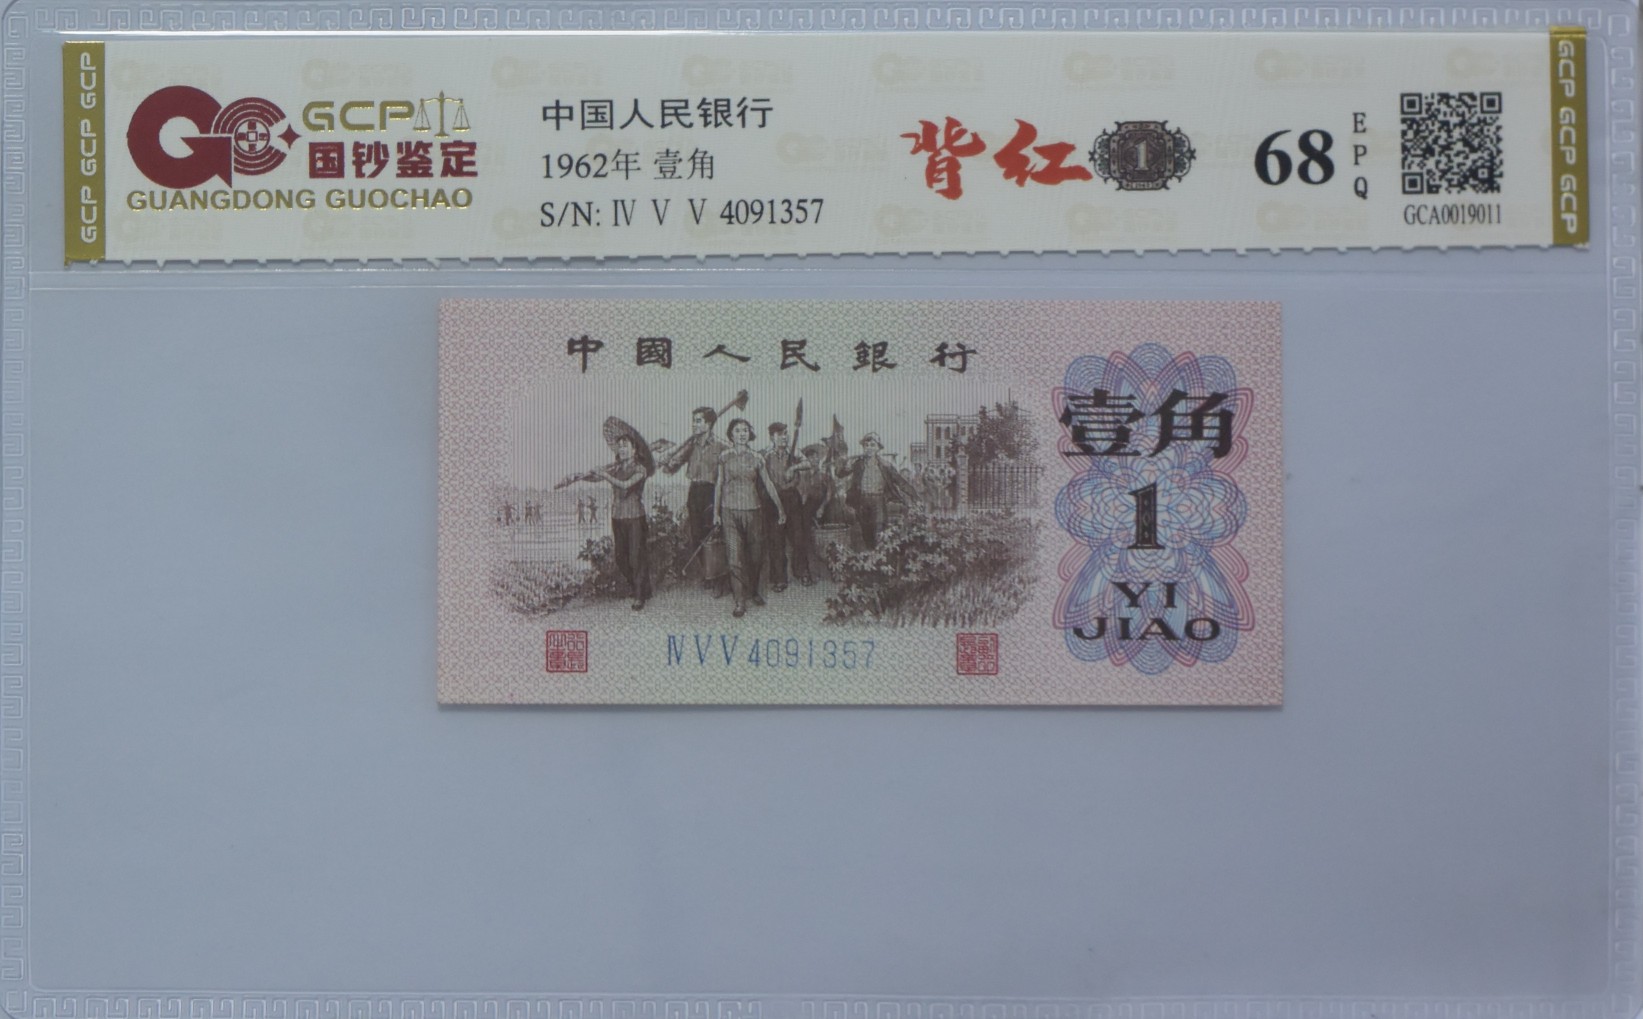 GCP GCP GCP
GCP
国钞鉴定
GUANGDONG GUOCHAO
中国人民银行
1962年 壹角
S/N: Ⅳ Ⅴ Ⅴ 4091357
背红
1
68
EPQ
GCA0019011
GCP GCP GCP
中國人民銀行
壹角
1
YI
JIAO
ⅣⅤⅤ4091357